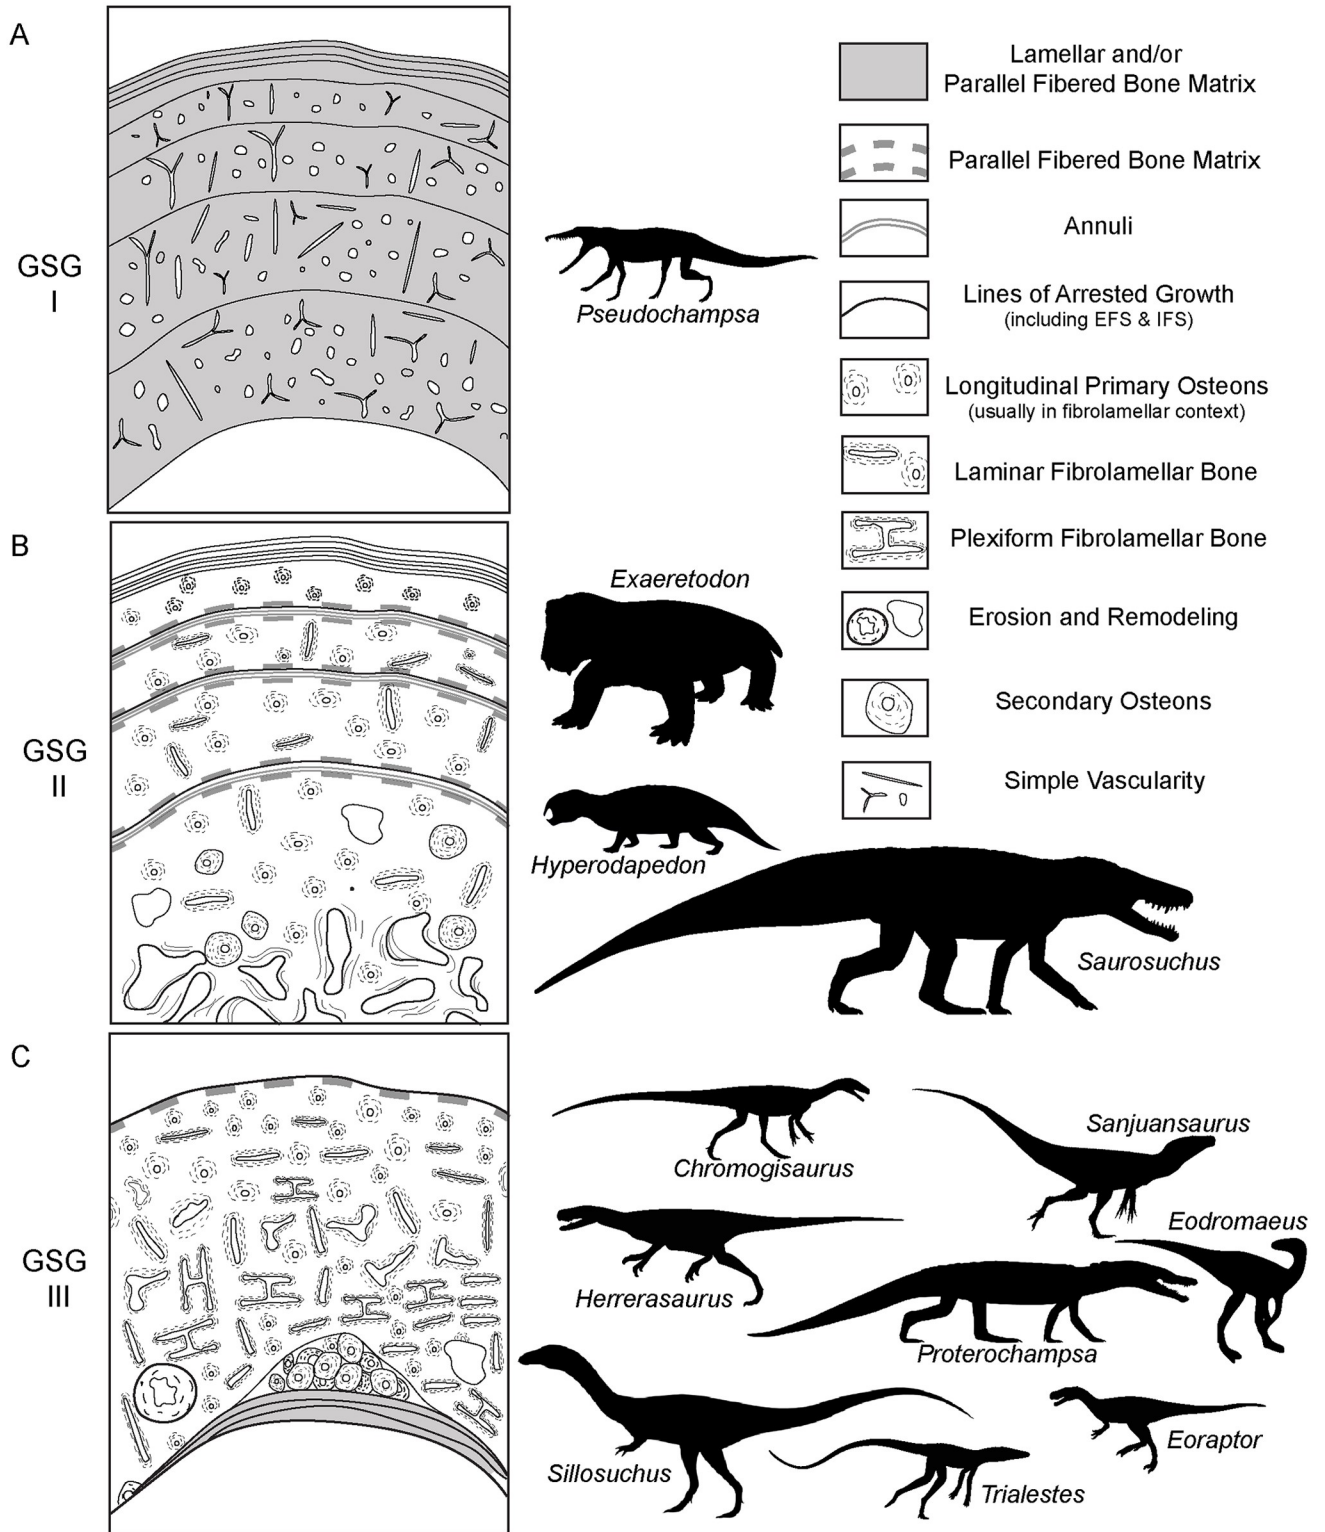 A
GSG
I
Pseudochampsa
Lamellar and/or
Parallel Fibered Bone Matrix
Parallel Fibered Bone Matrix
Annuli
Lines of Arrested Growth
(including EFS & IFS)
Longitudinal Primary Osteons
(usually in fibrolamellar context)
Laminar Fibrolamellar Bone
Plexiform Fibrolamellar Bone
Erosion and Remodeling
Secondary Osteons
Simple Vascularity
B
GSG
II
Exaeretodon
Hyperodapedon
Saurosuchus
C
GSG
III
Chromogisaurus
Sanjuansaurus
Herrerasaurus
Eodromaeus
Proterochampsa
Sillosuchus
Trialestes
Eoraptor